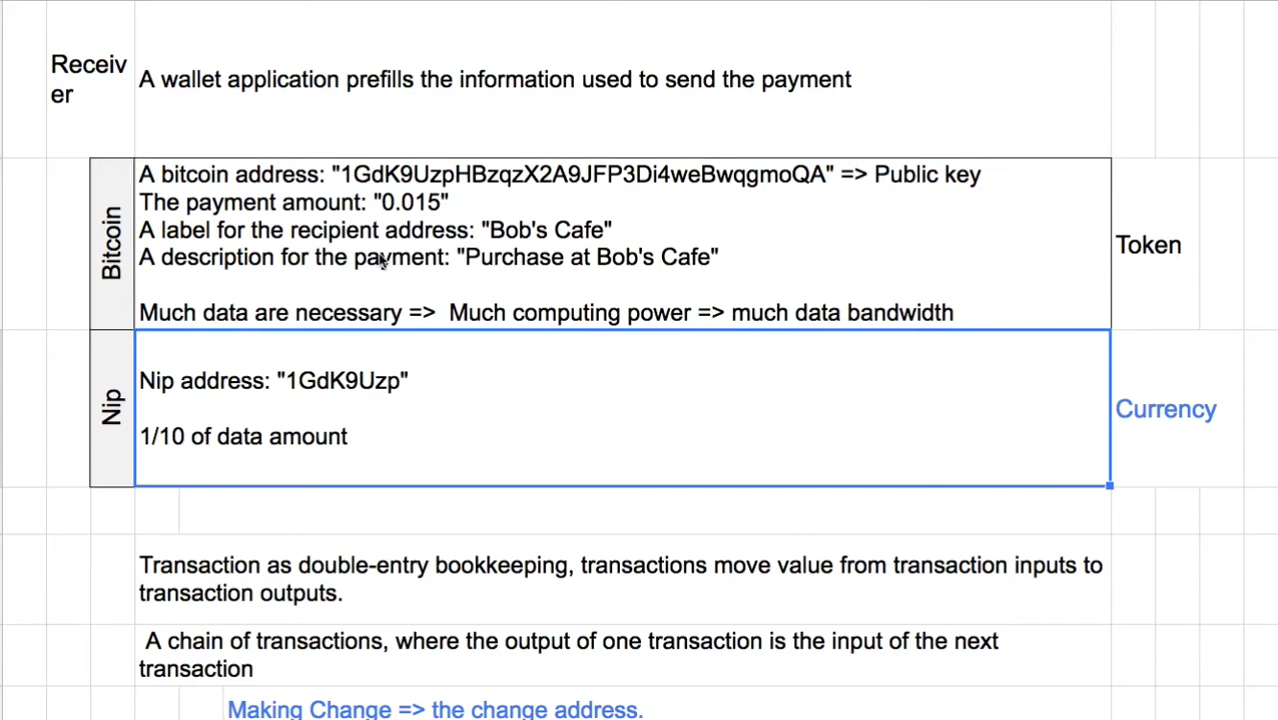 Receiv
er
A wallet application prefills the information used to send the payment
Bitcoin
A bitcoin address: "1GdK9UzpHBzqzX2A9JFP3Di4weBwqgmoQA" => Public key
The payment amount: "0.015"
A label for the recipient address: "Bob's Cafe"
A description for the payment: "Purchase at Bob's Cafe"
Much data are necessary =>  Much computing power => much data bandwidth
Token
Nip
Nip address: "1GdK9Uzp"
1/10 of data amount
Currency
Transaction as double-entry bookkeeping, transactions move value from transaction inputs to
transaction outputs.
A chain of transactions, where the output of one transaction is the input of the next
transaction
Making Change => the change address.